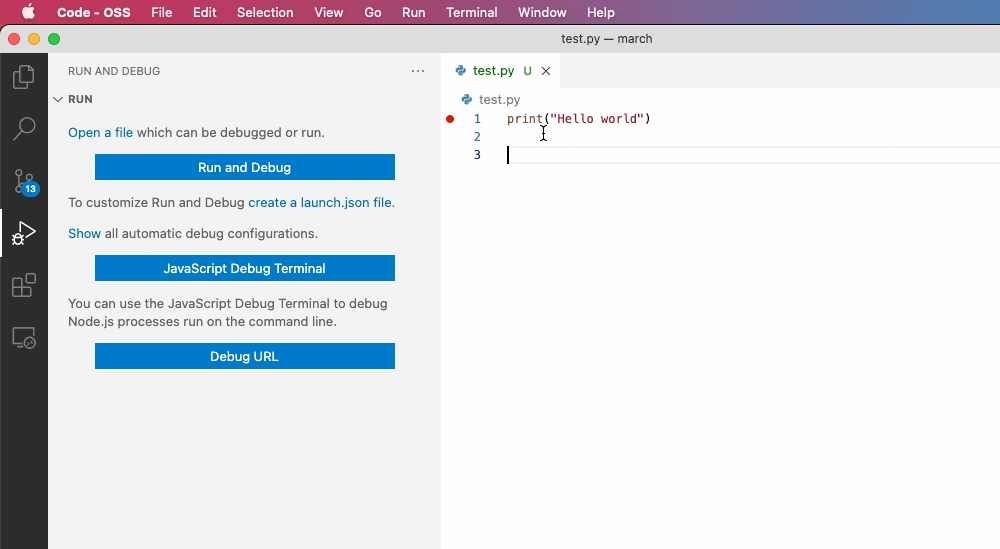 Code - OSS File Edit Selection View Go Run Terminal Window Help
test.py — march
RUN AND DEBUG ···
RUN
Open a file which can be debugged or run.
Run and Debug
To customize Run and Debug create a launch.json file.
Show all automatic debug configurations.
JavaScript Debug Terminal
You can use the JavaScript Debug Terminal to debug
Node.js processes run on the command line.
Debug URL
13
test.py U
test.py
1 print("Hello world")
2
3